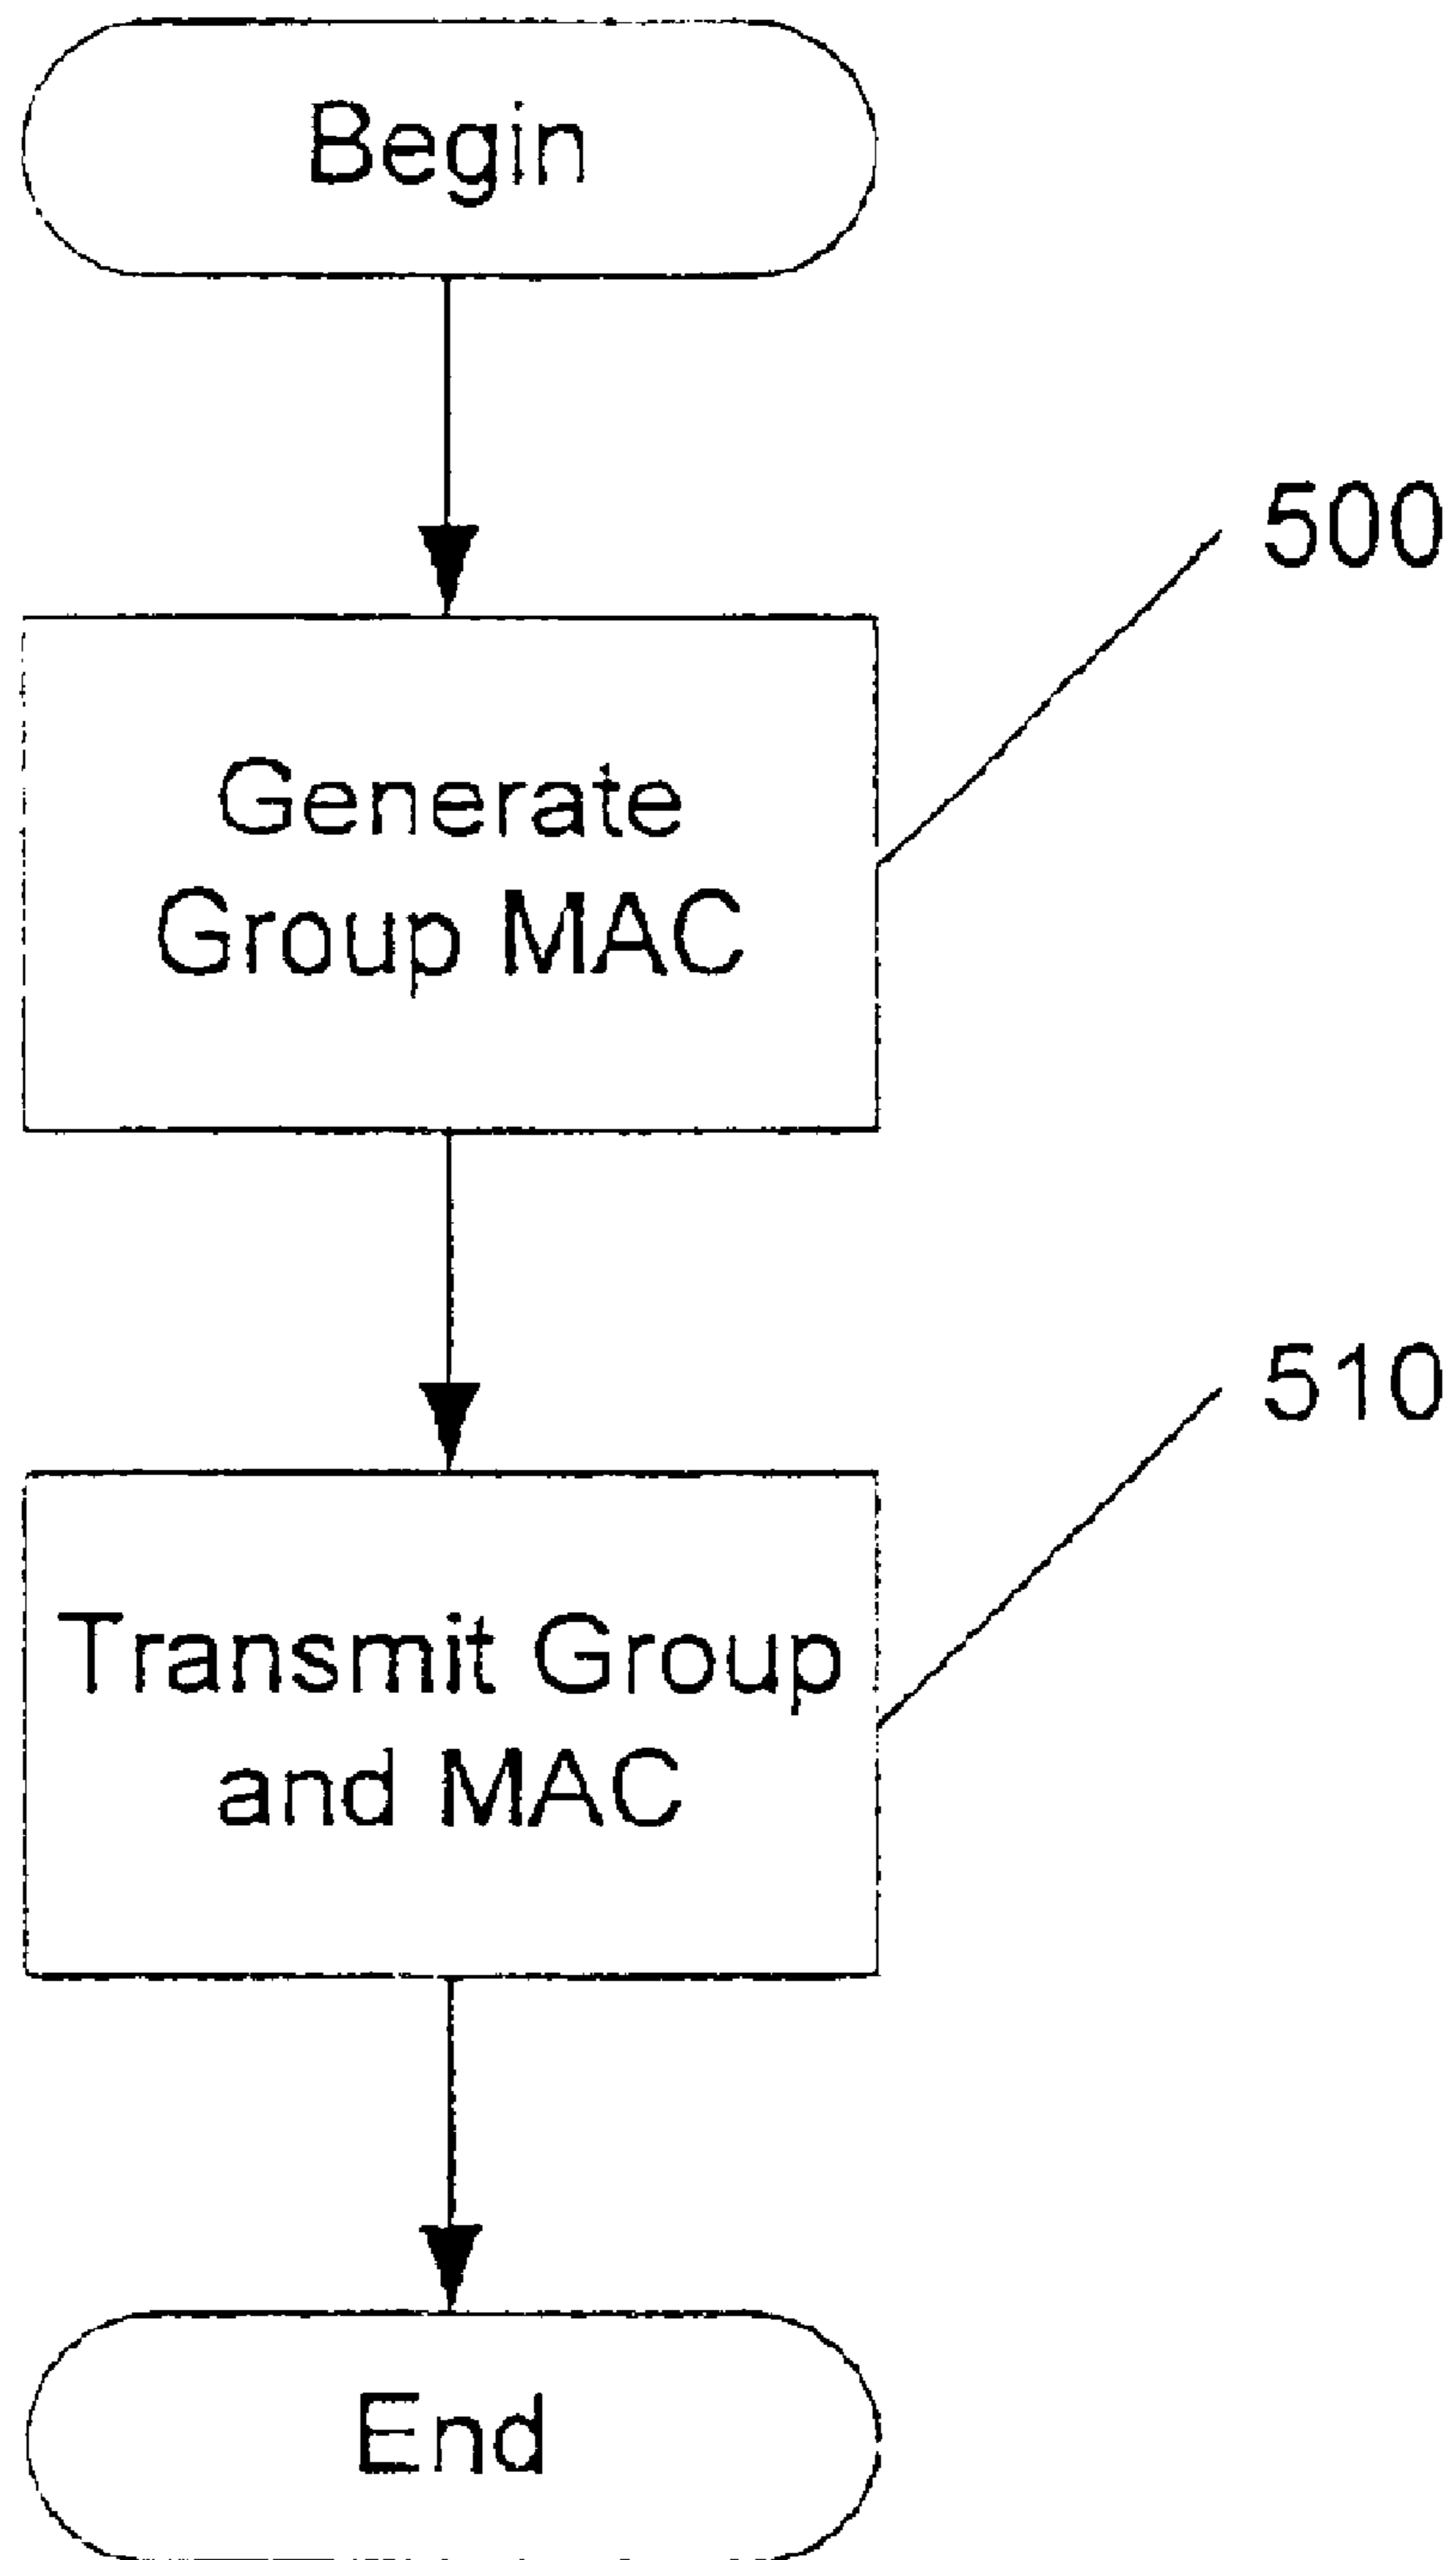 Begin
500
Generate
Group MAC
510
Transmit Group
and MAC
End